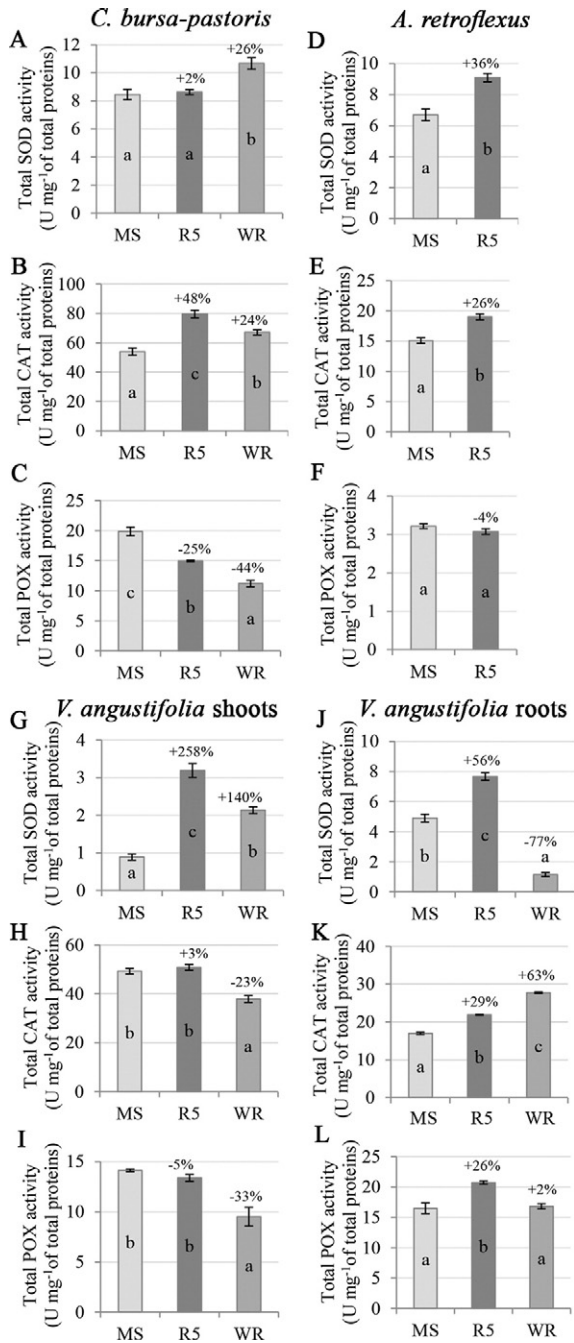 C. bursa-pastoris
A. retroflexus
A
Total SOD activity
(U mg-1of total proteins)
12
10
8
6
4
2
0
+2%
+26%
a
a
b
MS R5 WR
D
Total SOD activity
(U mg-1of total proteins)
10
8
6
4
2
0
+36%
a
b
MS R5
B
Total CAT activity
(U mg-1of total proteins)
100
80
60
40
20
0
+48%
+24%
a
c
b
MS R5 WR
E
Total CAT activity
(U mg-1of total proteins)
25
20
15
10
5
0
+26%
a
b
MS R5
C
Total POX activity
(U mg-1of total proteins)
25
20
15
10
5
0
-25%
-44%
c
b
a
MS R5 WR
F
Total POX activity
(U mg-1of total proteins)
4
3
2
1
0
-4%
a
a
MS R5
V. angustifolia shoots
V. angustifolia roots
G
Total SOD activity
(U mg-1of total proteins)
4
3
2
1
0
+258%
+140%
a
c
b
MS R5 WR
J
Total SOD activity
(U mg-1of total proteins)
8
6
4
2
0
+56%
-77%
b
c
a
MS R5 WR
H
Total CAT activity
(U mg-1of total proteins)
60
40
20
0
+3%
-23%
b
b
a
MS R5 WR
K
Total CAT activity
(U mg-1of total proteins)
40
30
20
10
0
+29%
+63%
a
b
c
MS R5 WR
I
Total POX activity
(U mg-1of total proteins)
15
10
5
0
-5%
-33%
b
b
a
MS R5 WR
L
Total POX activity
(U mg-1of total proteins)
25
20
15
10
5
0
+26%
+2%
a
b
a
MS R5 WR